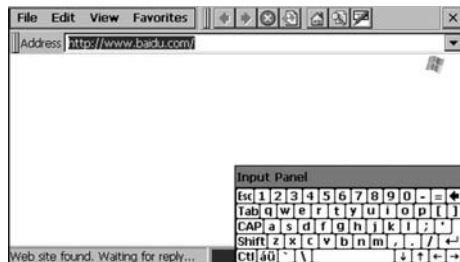 File Edit View Favorites
Address http://www.baidu.com/
Input Panel
Esc 1 2 3 4 5 6 7 8 9 0 - =
Tab q w e r t y u i o p [ ]
CAP a s d f g h j k l ; '
Shift z x c v b n m , . /
Ctl áü ` \
Web site found. Waiting for reply...